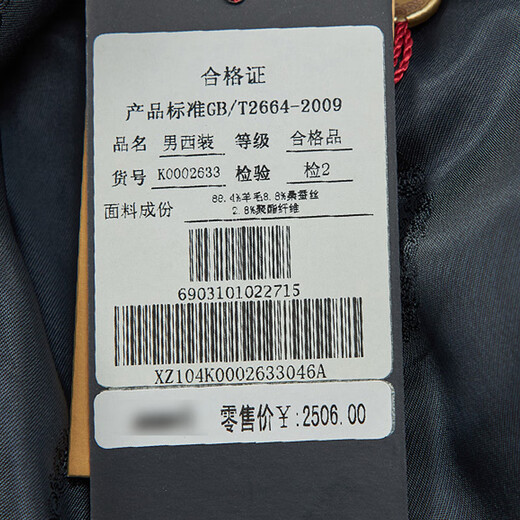 合格证
产品标准GB/T2664-2009
品名 男西装 等级 合格品
货号 K0002633 检验 检2
面料成份 88.4%羊毛8.8%桑蚕丝
2.8%聚酯纤维
6903101022715
XZ104K0002633046A
零售价¥:2506.00